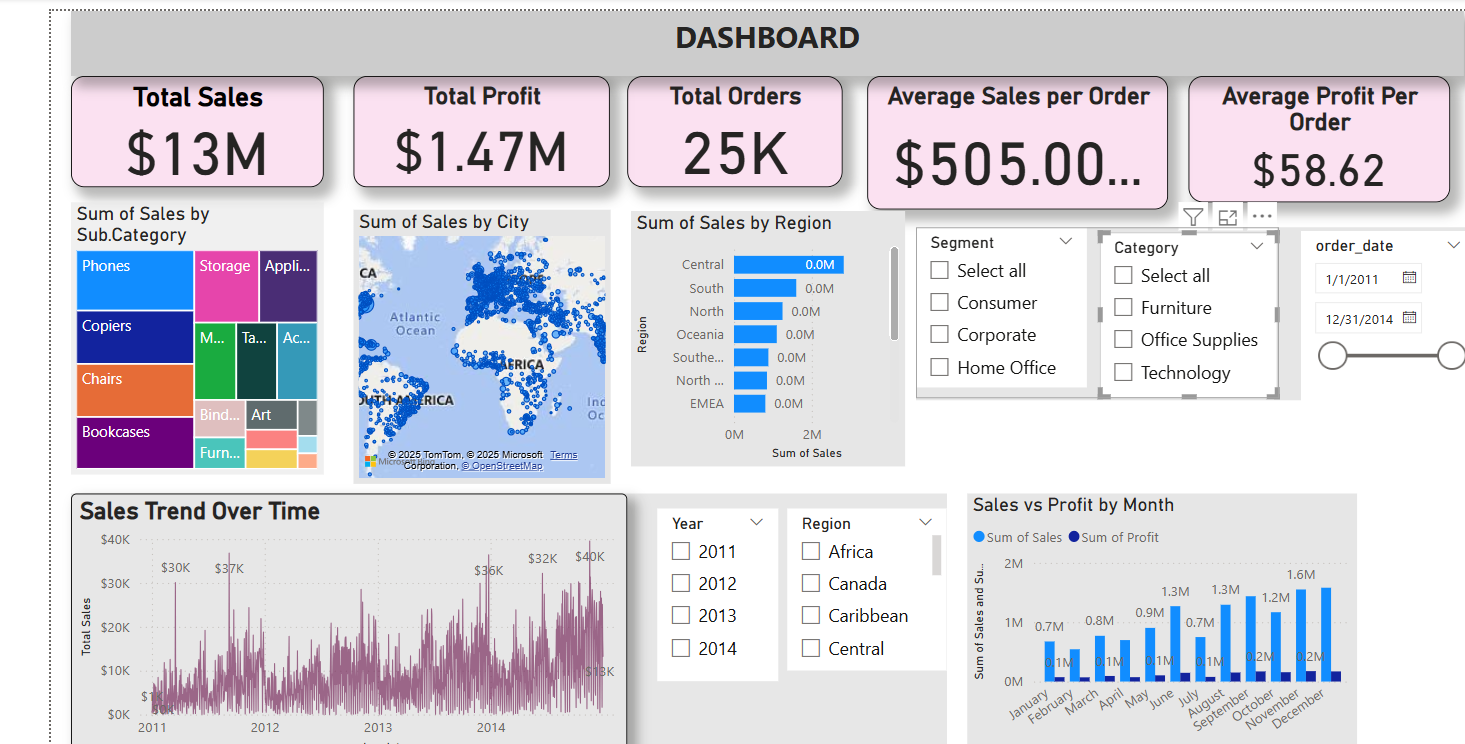 DASHBOARD
Total Sales
$13M
Total Profit
$1.47M
Total Orders
25K
Average Sales per Order
$505.00...
Average Profit Per
Order
$58.62
Sum of Sales by
Sub.Category
Phones
Storage
Appli...
Copiers
M...
Ta...
Ac...
Chairs
Bind...
Art
Bookcases
Furn...
Sum of Sales by City
CA
Atlantic
Ocean
AFRICA
AMERICA
Ind
Oc
© 2025 TomTom, © 2025 Microsoft Terms
Corporation, © OpenStreetMap
Sum of Sales by Region
Region
Central
0.0M
South
0.0M
North
0.0M
Oceania
0.0M
Southe...
0.0M
North ...
0.0M
EMEA
0.0M
0M
2M
Sum of Sales
Segment
Select all
Consumer
Corporate
Home Office
Category
Select all
Furniture
Office Supplies
Technology
order_date
1/1/2011
12/31/2014
Sales Trend Over Time
Total Sales
$40K
$30K
$20K
$10K
$0K
$30K
$37K
$36K
$32K
$40K
$13K
2011
2012
2013
2014
Year
2011
2012
2013
2014
Region
Africa
Canada
Caribbean
Central
Sales vs Profit by Month
Sum of Sales
Sum of Profit
Sum of Sales and Su...
2M
1M
0M
0.7M
0.8M
0.9M
1.3M
0.7M
1.3M
1.2M
1.6M
0.1M
0.1M
0.1M
0.1M
0.2M
0.2M
January
February
March
April
May
June
July
August
September
October
November
December